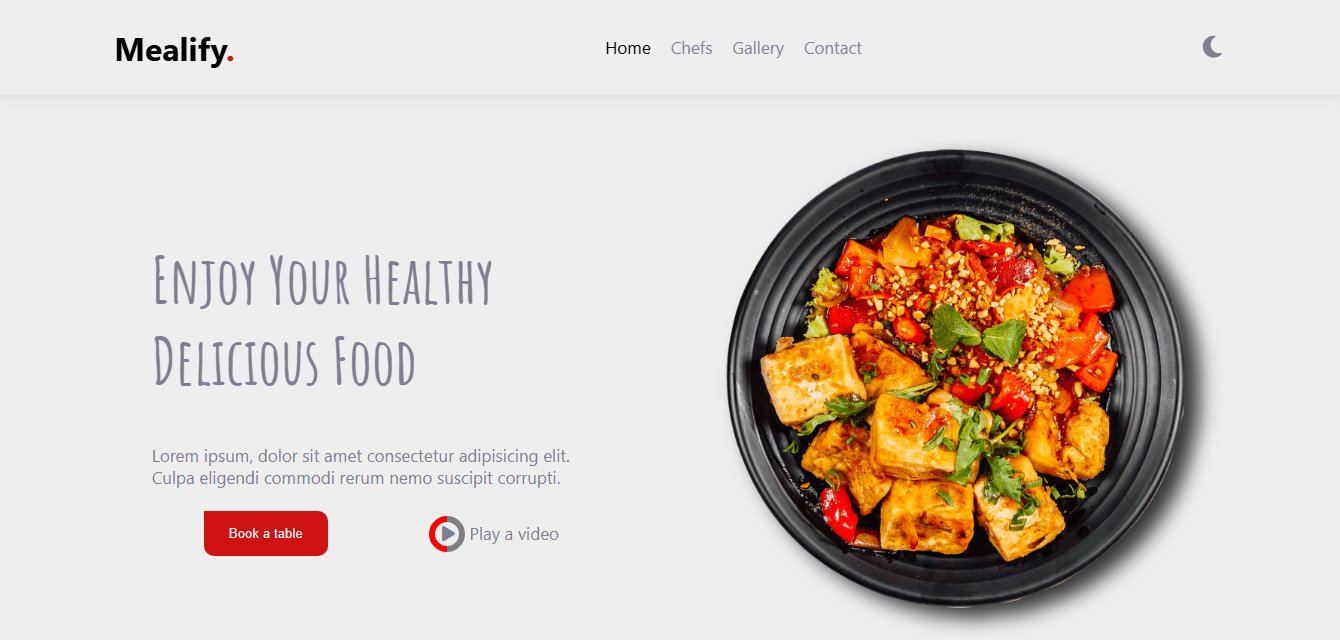 Mealify.
Home Chefs Gallery Contact
Enjoy Your Healthy
Delicious Food
Lorem ipsum, dolor sit amet consectetur adipisicing elit.
Culpa eligendi commodi rerum nemo suscipit corrupti.
Book a table
Play a video